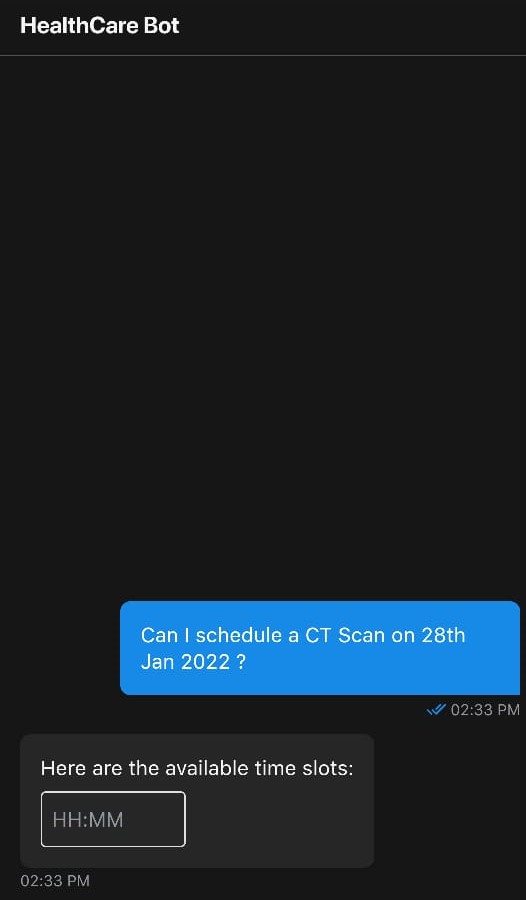 HealthCare Bot
Can I schedule a CT Scan on 28th
Jan 2022 ?
02:33 PM
Here are the available time slots:
HH:MM
02:33 PM